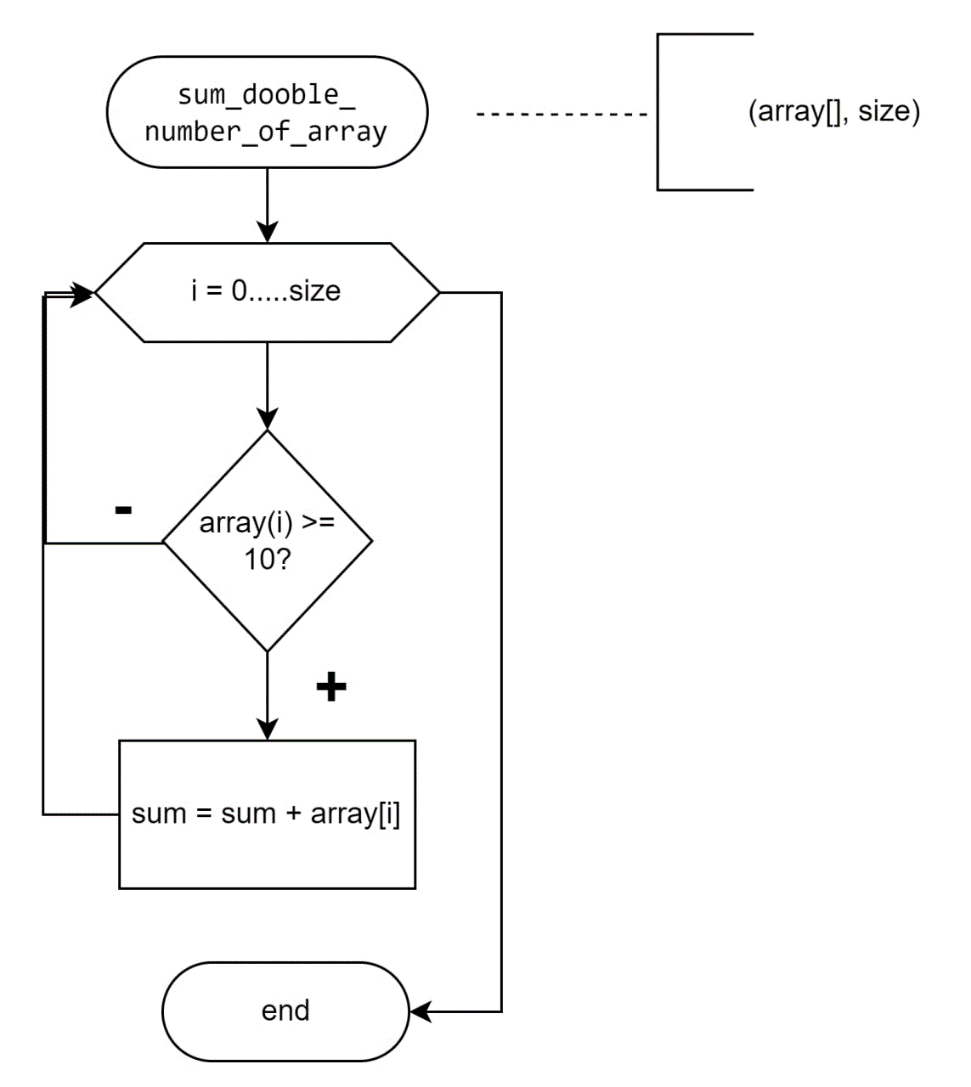 sum_dooble_
number_of_array
(array[], size)
i = 0.....size
-
array(i) >=
10?
+
sum = sum + array[i]
end